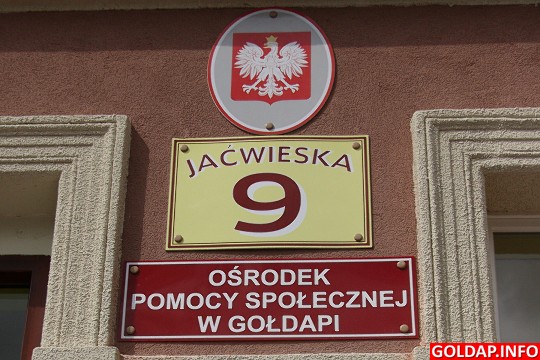 JAĆWIESKA
9
OŚRODEK
POMOCY SPOŁECZNEJ
W GOŁDAPI
GOLDAP.INFO